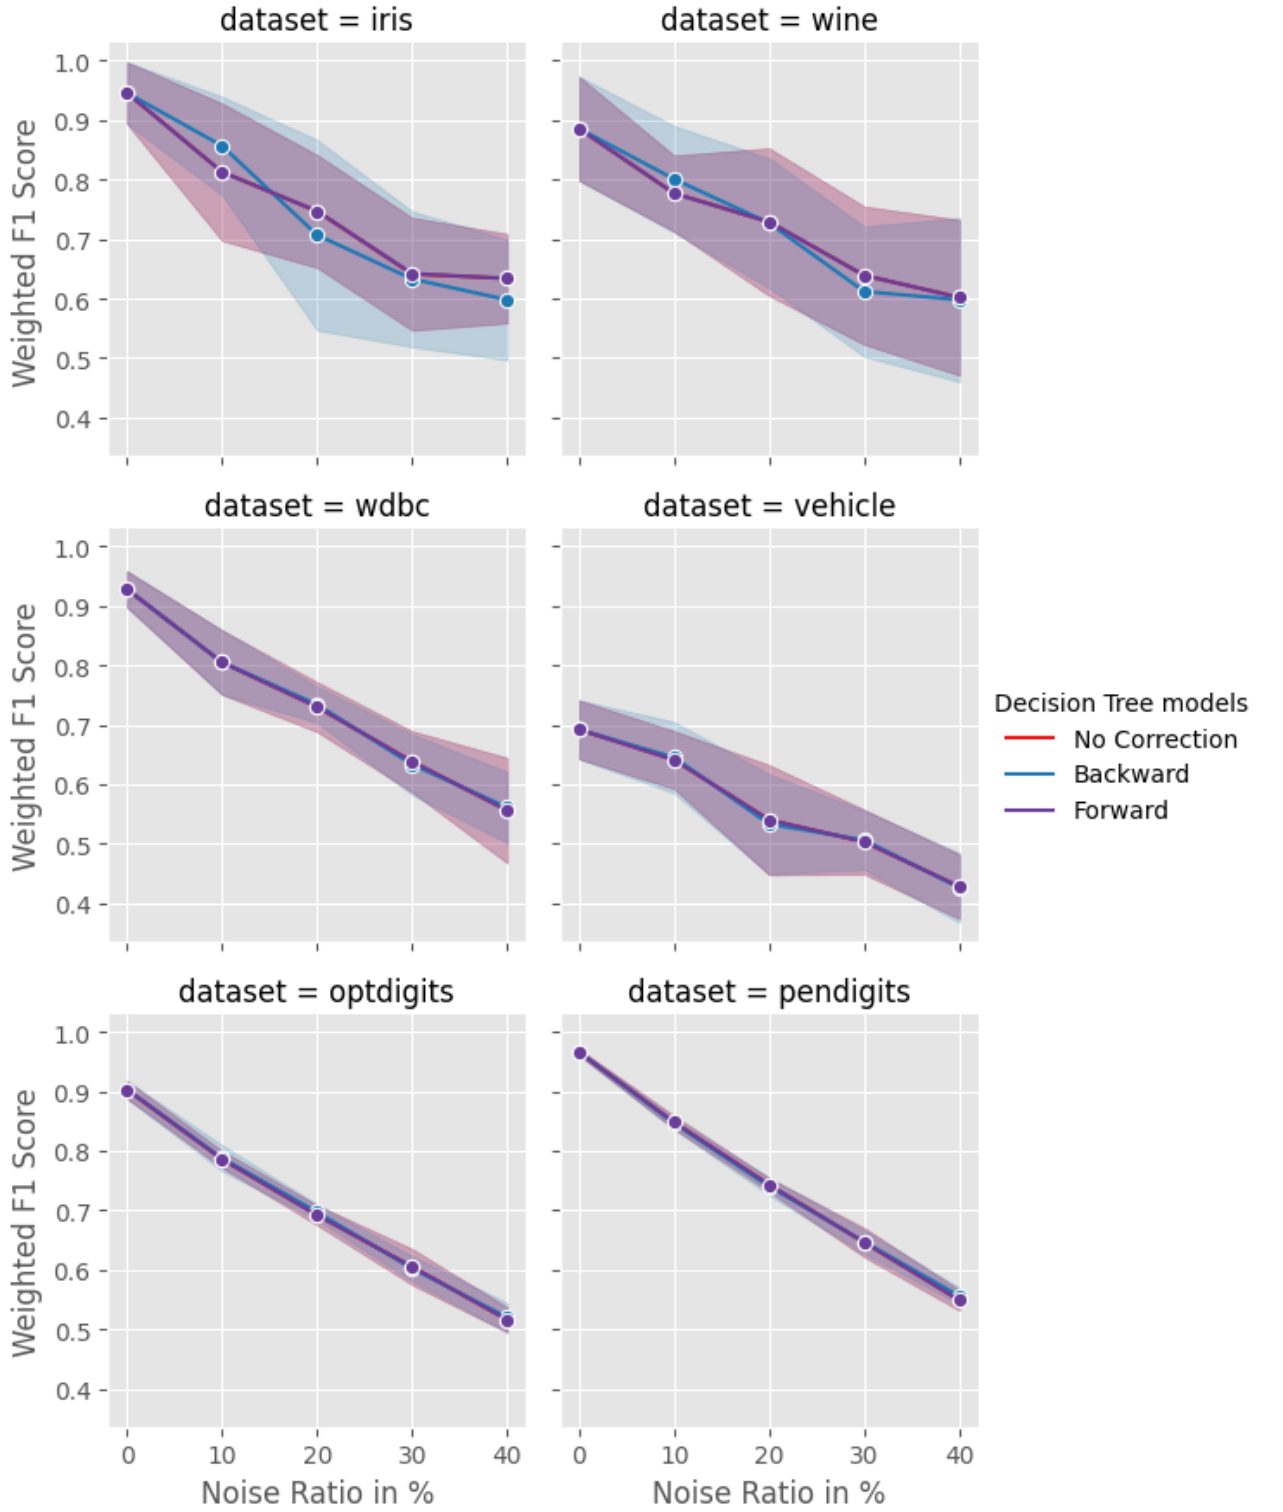 dataset = iris
dataset = wine
Weighted F1 Score
1.0
0.9
0.8
0.7
0.6
0.5
0.4
dataset = wdbc
dataset = vehicle
Weighted F1 Score
1.0
0.9
0.8
0.7
0.6
0.5
0.4
Decision Tree models
No Correction
Backward
Forward
dataset = optdigits
dataset = pendigits
Weighted F1 Score
1.0
0.9
0.8
0.7
0.6
0.5
0.4
0 10 20 30 40
0 10 20 30 40
Noise Ratio in %
Noise Ratio in %